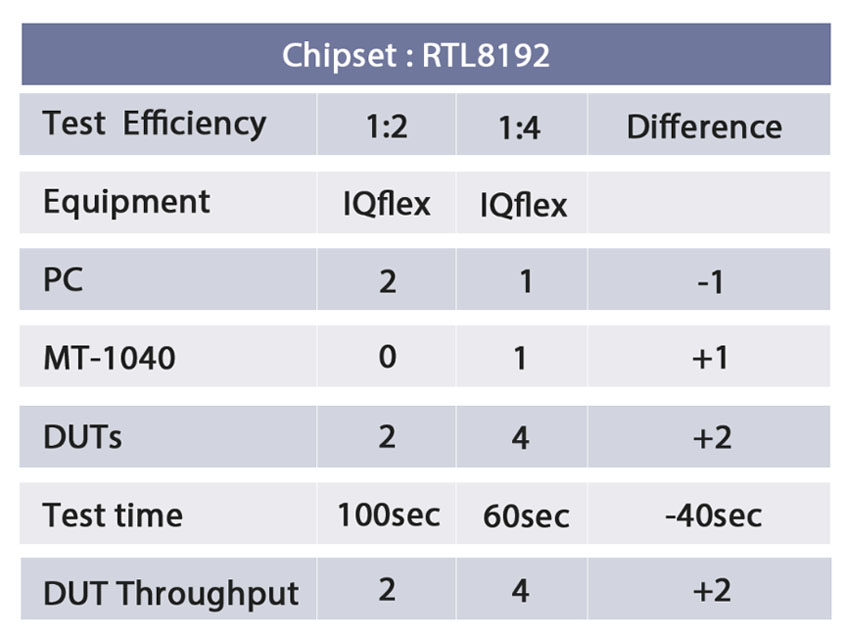 Chipset : RTL8192
Test Efficiency 1:2 1:4 Difference
Equipment IQflex IQflex
PC 2 1 -1
MT-1040 0 1 +1
DUTs 2 4 +2
Test time 100sec 60sec -40sec
DUT Throughput 2 4 +2